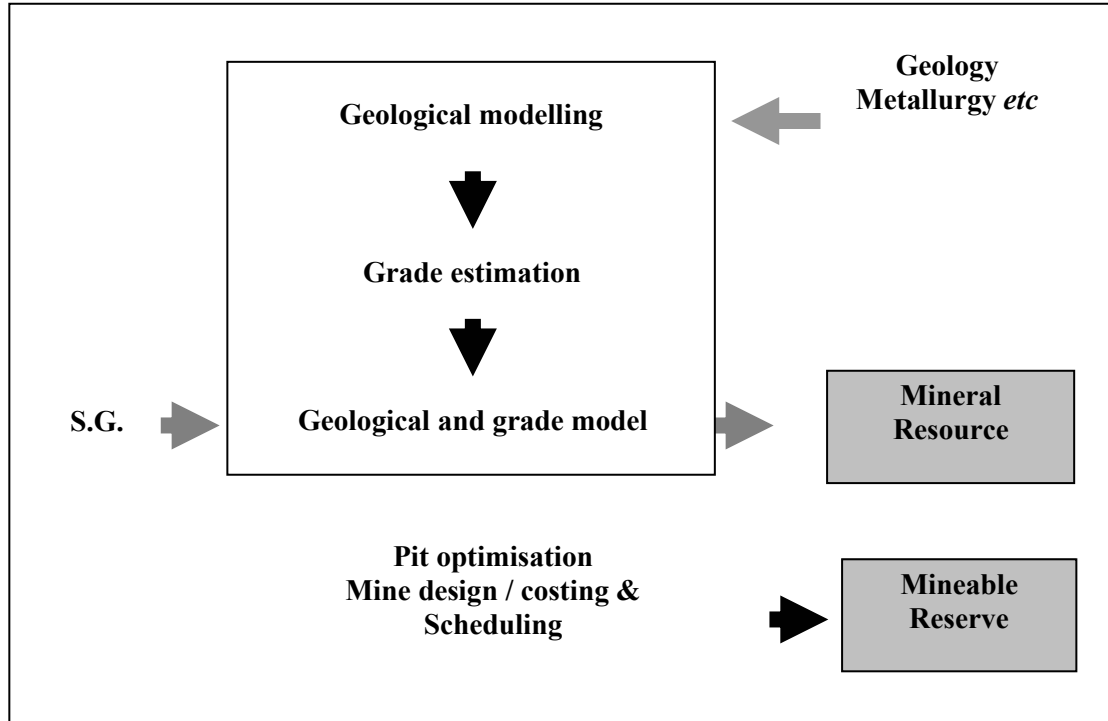 Geology
Metallurgy etc
Geological modelling
Grade estimation
S.G.
Geological and grade model
Mineral
Resource
Pit optimisation
Mine design / costing &
Scheduling
Mineable
Reserve